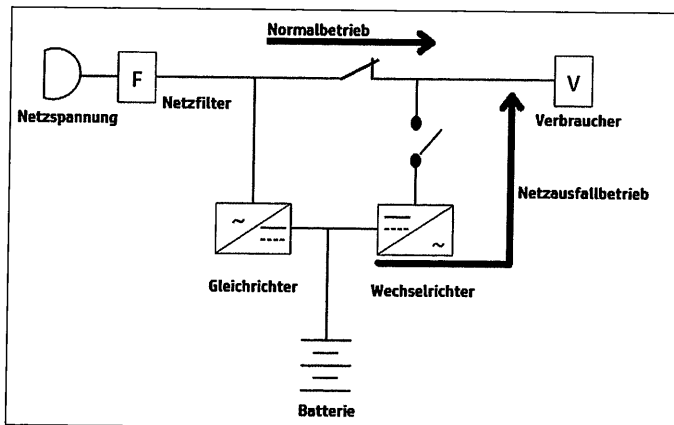 Normalbetrieb
F
V
Netzspannung
Netzfilter
Verbraucher
Netzausfallbetrieb
~
~
Gleichrichter
Wechselrichter
Batterie